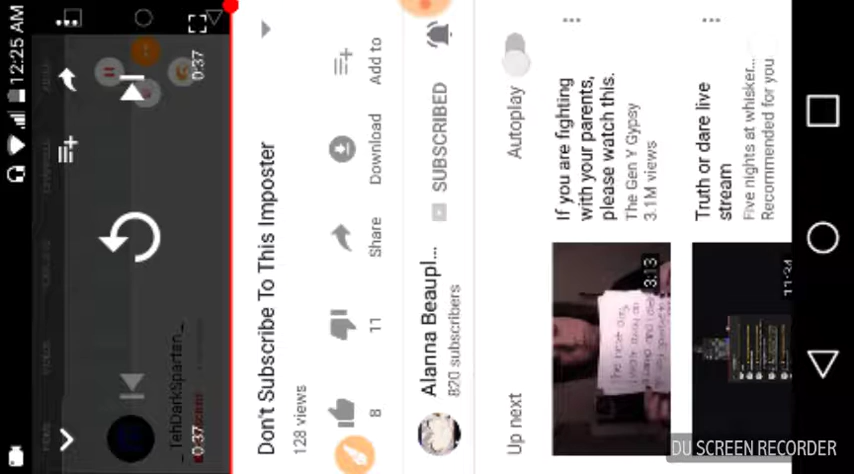 12:25 AM
_TehDarkSpartan_
0:37
0:37
Don't Subscribe To This Imposter
128 views
8
11
Share
Download
Add to
Alanna Beaupl...
820 subscribers
SUBSCRIBED
Up next
Autoplay
3:13
If you are fighting
with your parents,
please watch this.
The Gen Y Gypsy
3.1M views
11:34
Truth or dare live
stream
Five nights at whisker...
Recommended for you
DU SCREEN RECORDER